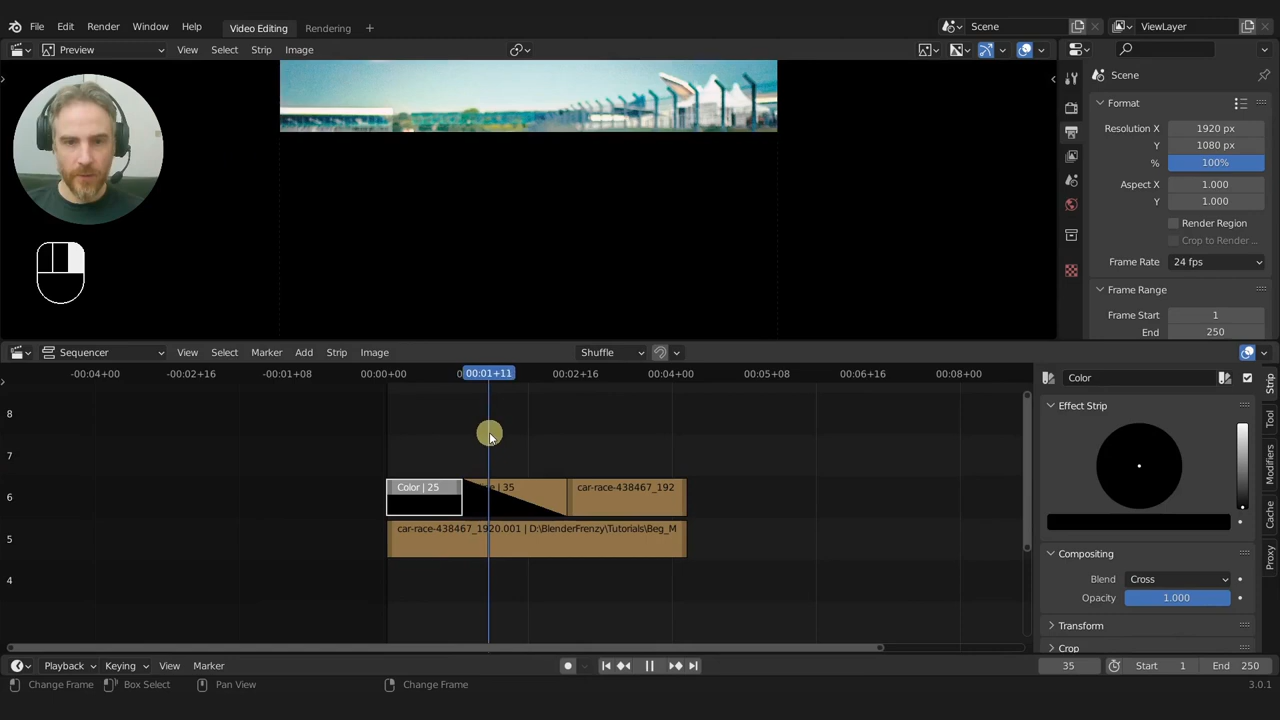 File Edit Render Window Help Video Editing Rendering + Scene ViewLayer
Preview View Select Strip Image
Scene
Format
Resolution X 1920 px
Y 1080 px
% 100%
Aspect X 1.000
Y 1.000
Render Region
Crop to Render ...
Frame Rate 24 fps
Frame Range
Frame Start 1
End 250
Sequencer View Select Marker Add Strip Image Shuffle
-00:04+00 -00:02+16 -00:01+08 00:00+00 00:01+11 00:02+16 00:04+00 00:05+08 00:06+16 00:08+00
Color
Effect Strip
8
7
6 Color | 25 | 35 car-race-438467_192
5 car-race-438467_1920.001 | D:\BlenderFrenzy\Tutorials\Beg_M
4
Compositing
Blend Cross
Opacity 1.000
Transform
Crop
Strip
Tool
Modifiers
Cache
Proxy
Playback Keying View Marker 35 Start 1 End 250
Change Frame Box Select Pan View Change Frame 3.0.1